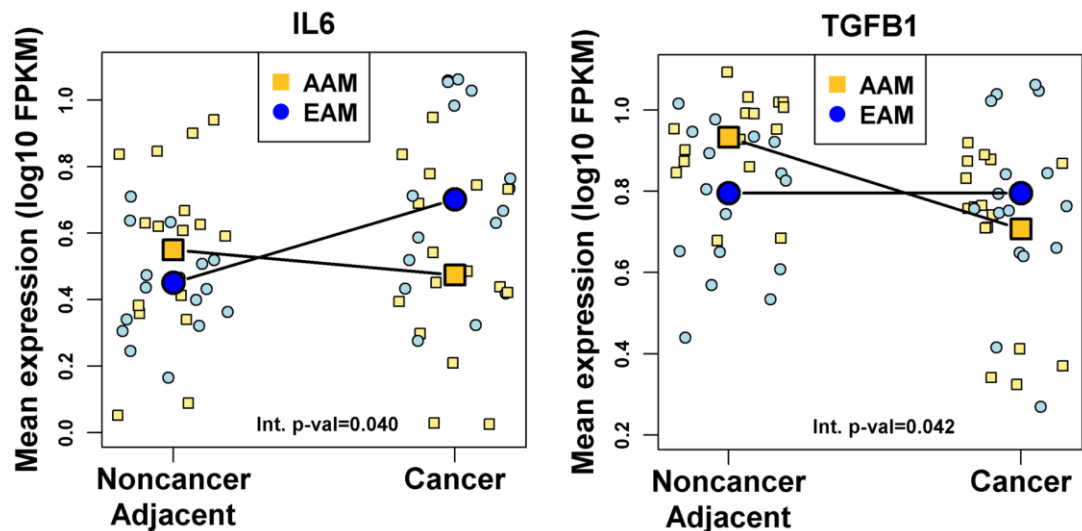 IL6
Mean expression (log10 FPKM)
1.0
0.8
0.6
0.4
0.2
0.0
AAM
EAM
Int. p-val=0.040
Noncancer
Adjacent
Cancer
TGFB1
Mean expression (log10 FPKM)
1.0
0.8
0.6
0.4
0.2
AAM
EAM
Int. p-val=0.042
Noncancer
Adjacent
Cancer